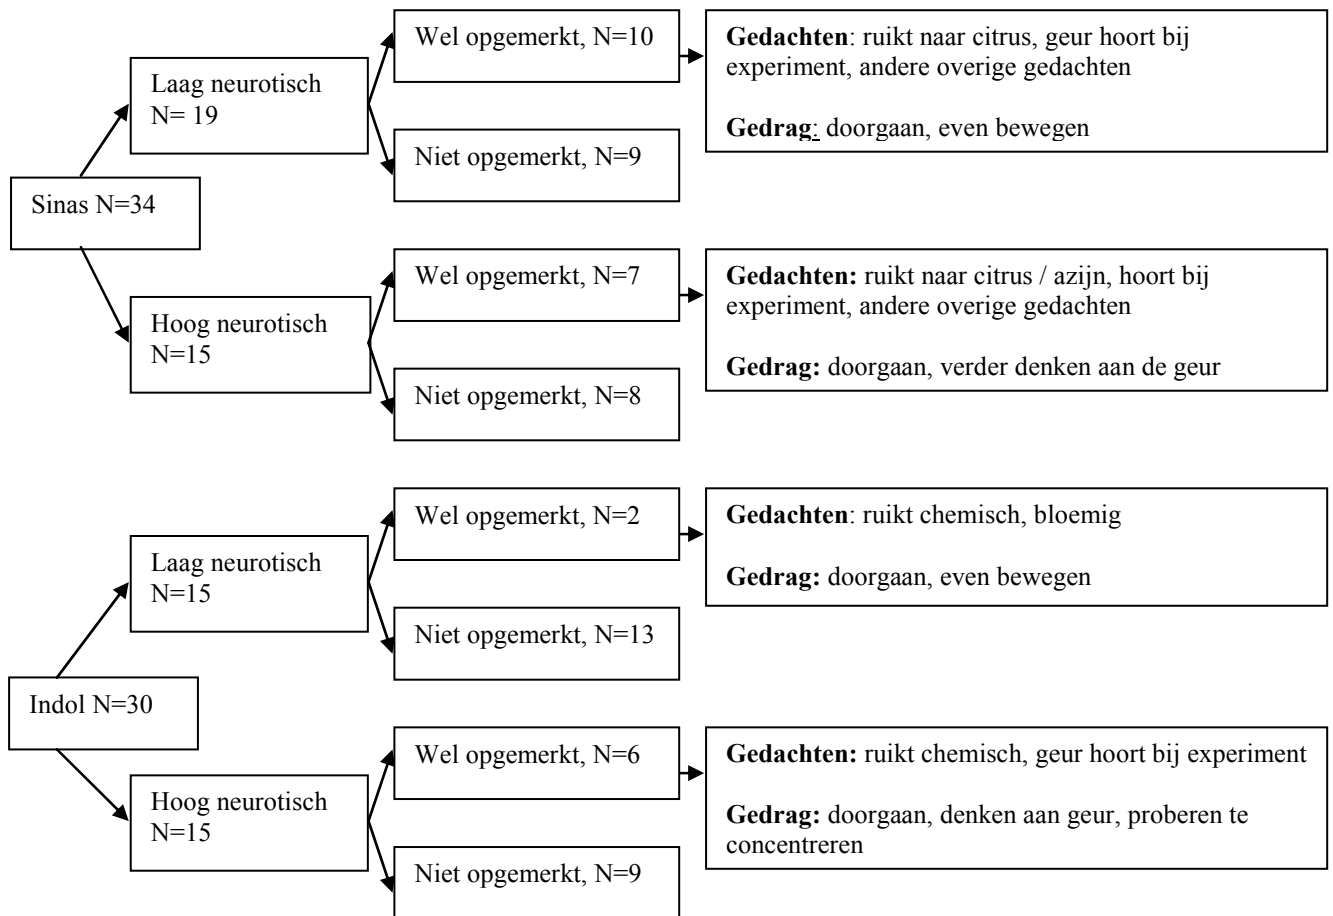 Wel opgemerkt, N=10
Gedachten: ruikt naar citrus, geur hoort bij
experiment, andere overige gedachten
Gedrag: doorgaan, even bewegen
Laag neurotisch
N= 19
Niet opgemerkt, N=9
Sinas N=34
Wel opgemerkt, N=7
Gedachten: ruikt naar citrus / azijn, hoort bij
experiment, andere overige gedachten
Gedrag: doorgaan, verder denken aan de geur
Hoog neurotisch
N=15
Niet opgemerkt, N=8
Wel opgemerkt, N=2
Gedachten: ruikt chemisch, bloemig
Gedrag: doorgaan, even bewegen
Laag neurotisch
N=15
Niet opgemerkt, N=13
Indol N=30
Wel opgemerkt, N=6
Gedachten: ruikt chemisch, geur hoort bij experiment
Gedrag: doorgaan, denken aan geur, proberen te
concentreren
Hoog neurotisch
N=15
Niet opgemerkt, N=9